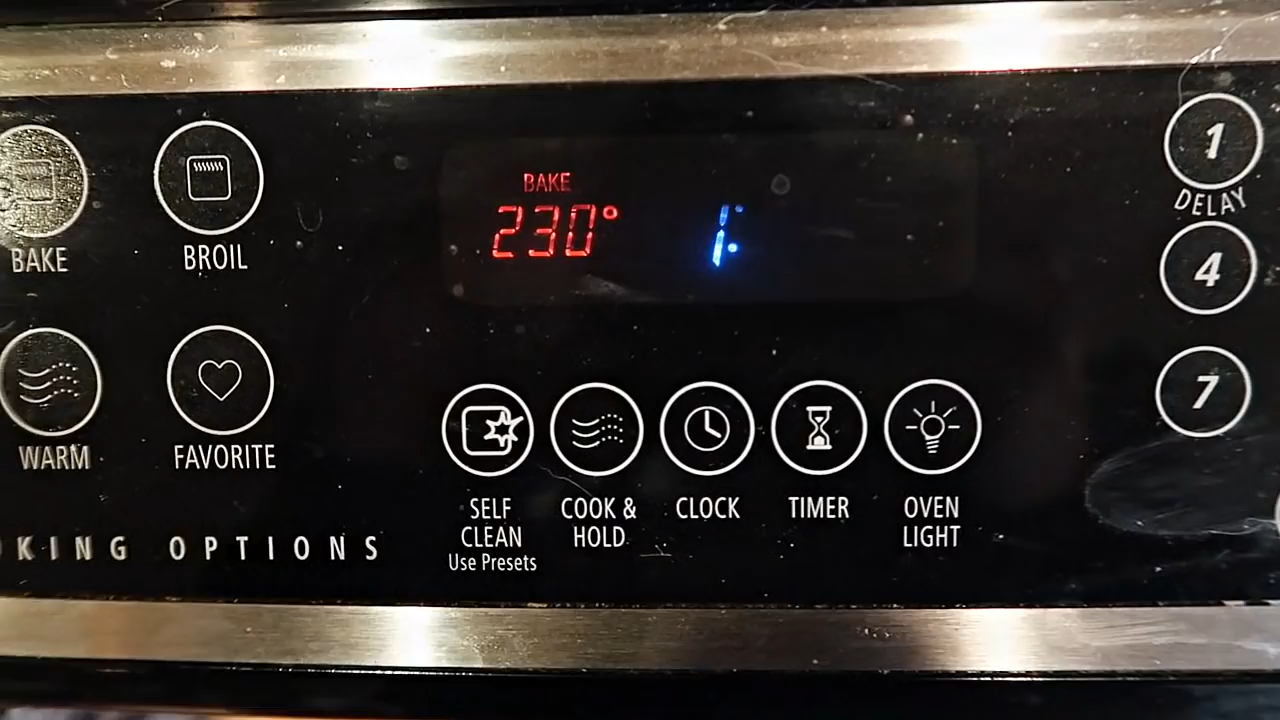 BAKE
230° 1:
1
DELAY
BAKE
BROIL
4
7
WARM
FAVORITE
SELF
CLEAN
Use Presets
COOK &
HOLD
CLOCK
TIMER
OVEN
LIGHT
KING OPTIONS